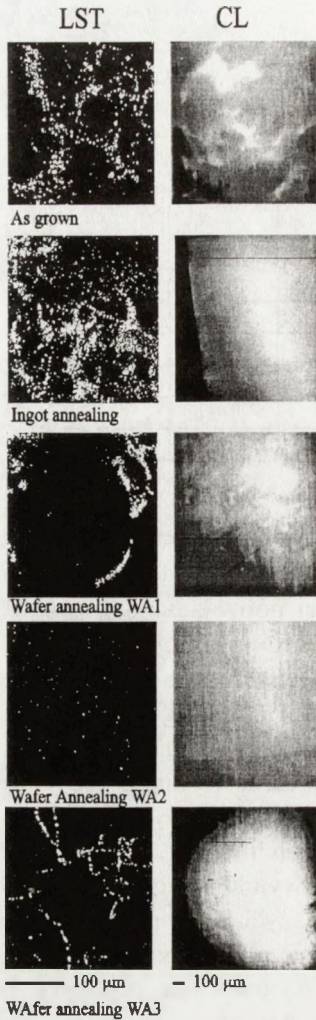 LST CL
As grown
Ingot annealing
Wafer annealing WA1
Wafer Annealing WA2
100 µm 100 µm
WAfer annealing WA3